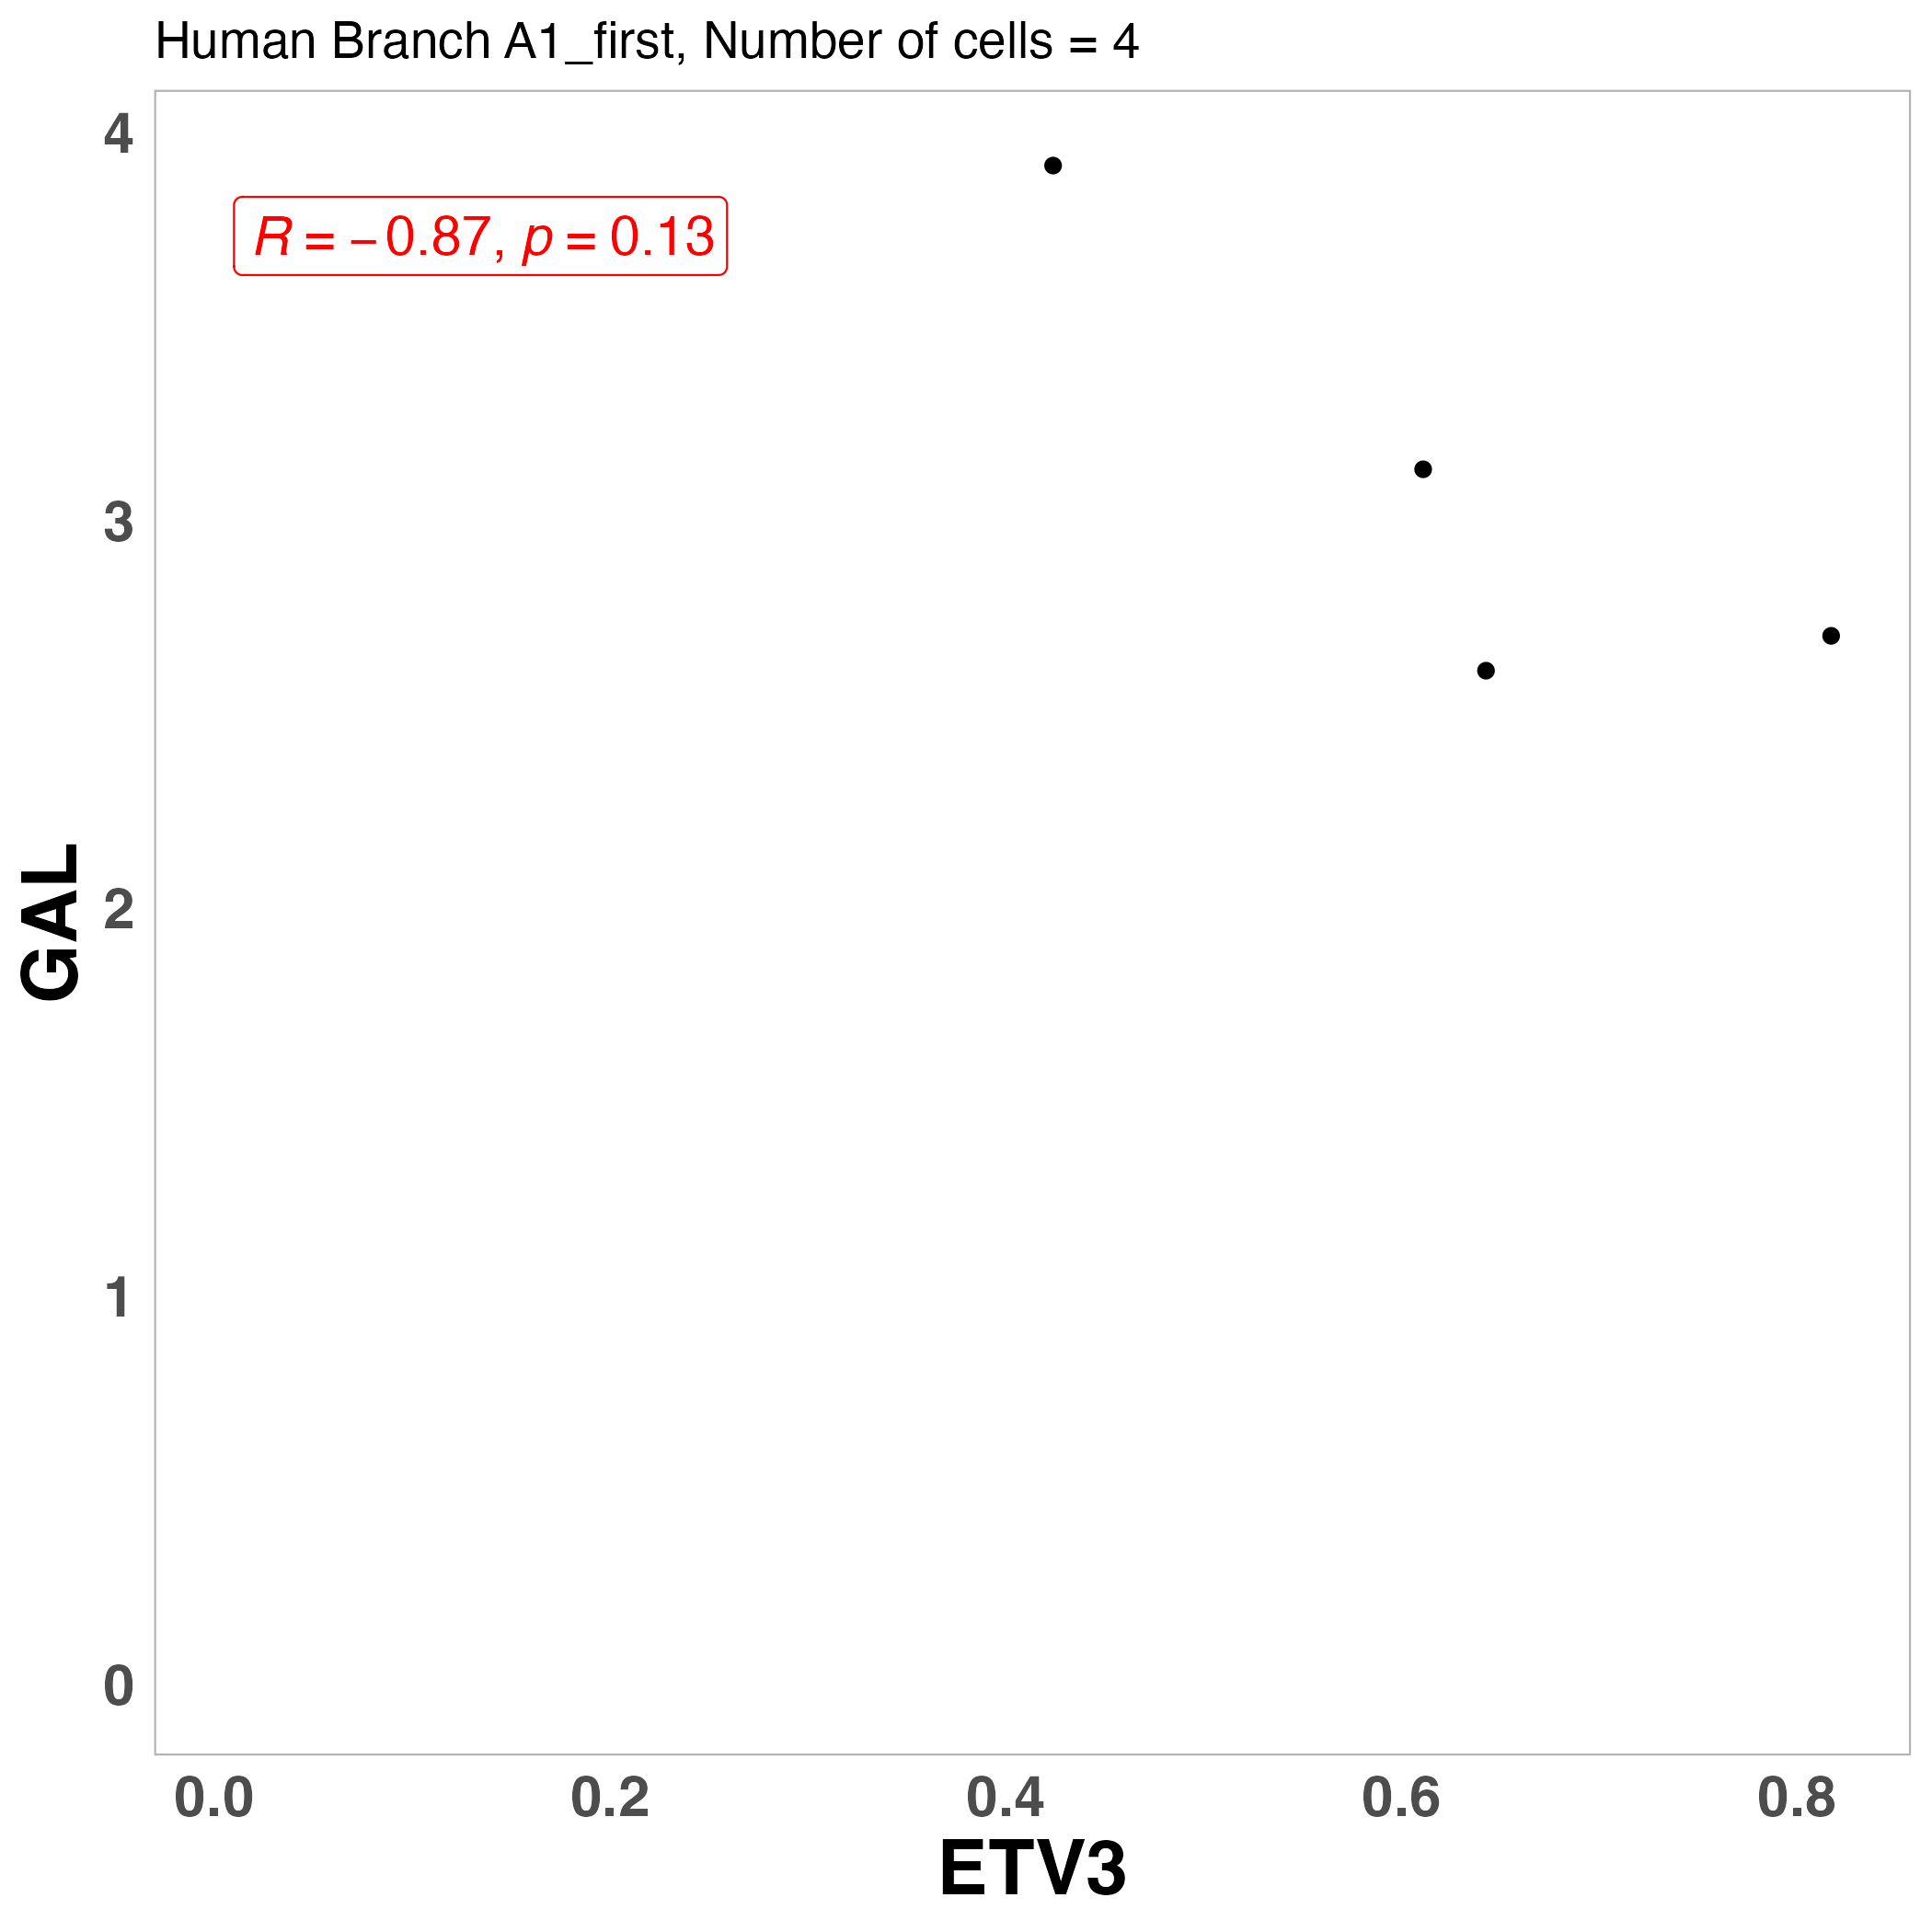 Human Branch A1_first, Number of cells = 4
R = −0.87, p = 0.13
4
3
2
1
0
GAL
0.0 0.2 0.4 0.6 0.8
ETV3